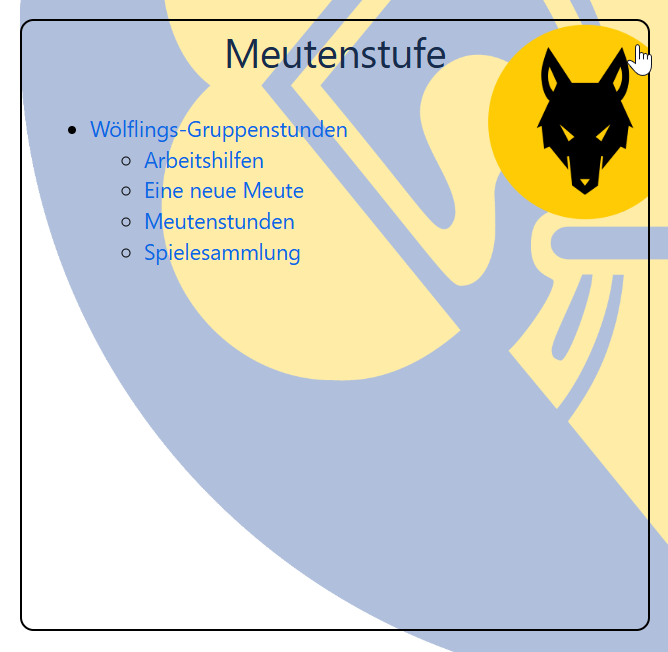 Meutenstufe
Wölflings-Gruppenstunden
Arbeitshilfen
Eine neue Meute
Meutenstunden
Spielesammlung